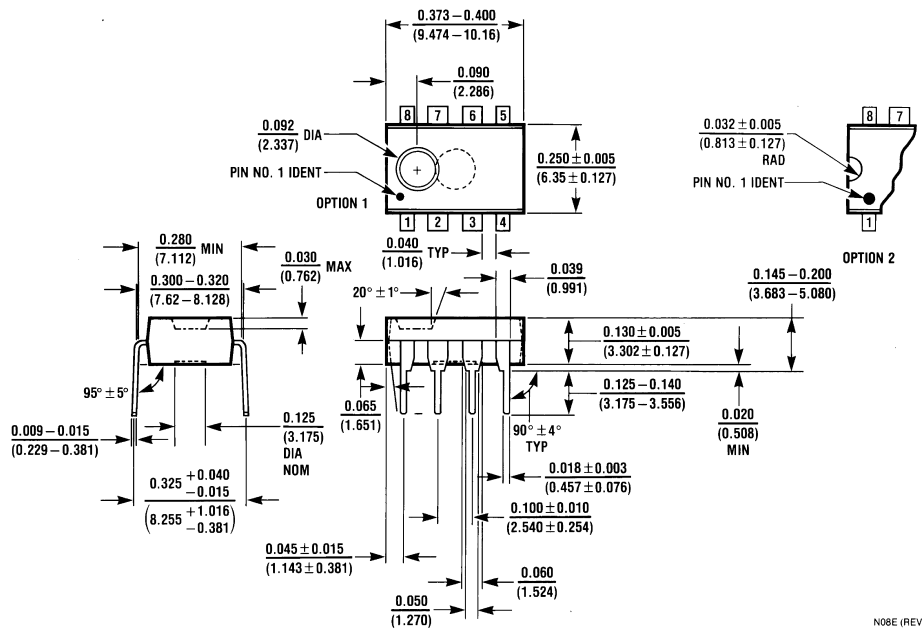 0.373 – 0.400
(9.474 – 10.16)
0.090
(2.286)
8 7 6 5
0.092
(2.337)
DIA
PIN NO. 1 IDENT
OPTION 1
1 2 3 4
0.250 ± 0.005
(6.35 ± 0.127)
0.032 ± 0.005
(0.813 ± 0.127)
RAD
PIN NO. 1 IDENT
8 7
1
OPTION 2
0.280
(7.112)
MIN
0.300 – 0.320
(7.62 – 8.128)
0.030
(0.762)
MAX
0.040
(1.016)
TYP
0.039
(0.991)
20° ± 1°
0.145 – 0.200
(3.683 – 5.080)
0.130 ± 0.005
(3.302 ± 0.127)
0.125 – 0.140
(3.175 – 3.556)
0.020
(0.508)
MIN
95° ± 5°
0.009 – 0.015
(0.229 – 0.381)
0.125
(3.175)
DIA
NOM
0.065
(1.651)
90° ± 4°
TYP
0.018 ± 0.003
(0.457 ± 0.076)
0.325 +0.040
−0.015
(8.255 +1.016
−0.381)
0.100 ± 0.010
(2.540 ± 0.254)
0.045 ± 0.015
(1.143 ± 0.381)
0.060
(1.524)
0.050
(1.270)
N08E (REV